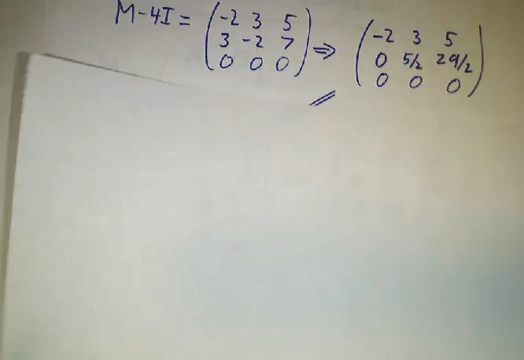 M-4I = (-2 3 5 ⇒ (-2 3 5
3 -2 7 0 5/2 29/2
0 0 0) 0 0 0)